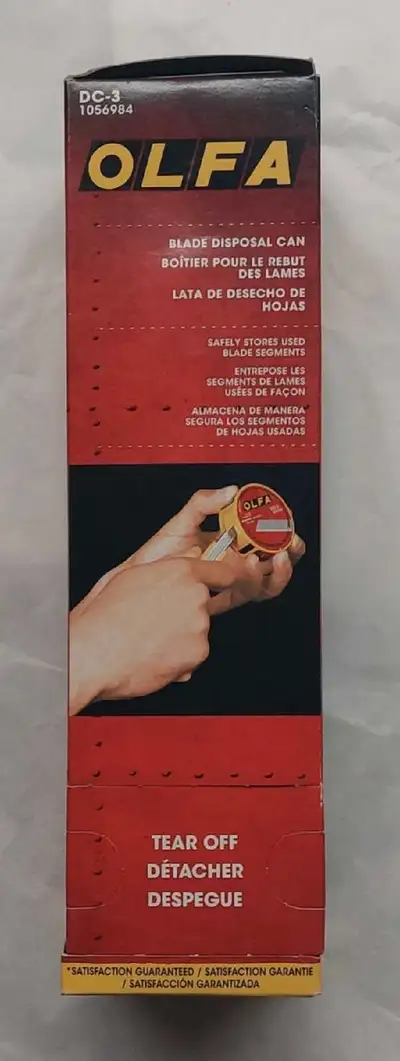 DC-3
1056984
OLFA
BLADE DISPOSAL CAN
BOÎTIER POUR LE REBUT
DES LAMES
LATA DE DESECHO DE
HOJAS
SAFELY STORES USED
BLADE SEGMENTS
ENTREPOSE LES
SEGMENTS DE LAMES
USÉES DE FAÇON
ALMACENA DE MANERA
SEGURA LOS SEGMENTOS
DE HOJAS USADAS
OLFA
TEAR OFF
DÉTACHER
DESPEGUE
*SATISFACTION GUARANTEED / SATISFACTION GARANTIE
/ SATISFACCIÓN GARANTIZADA